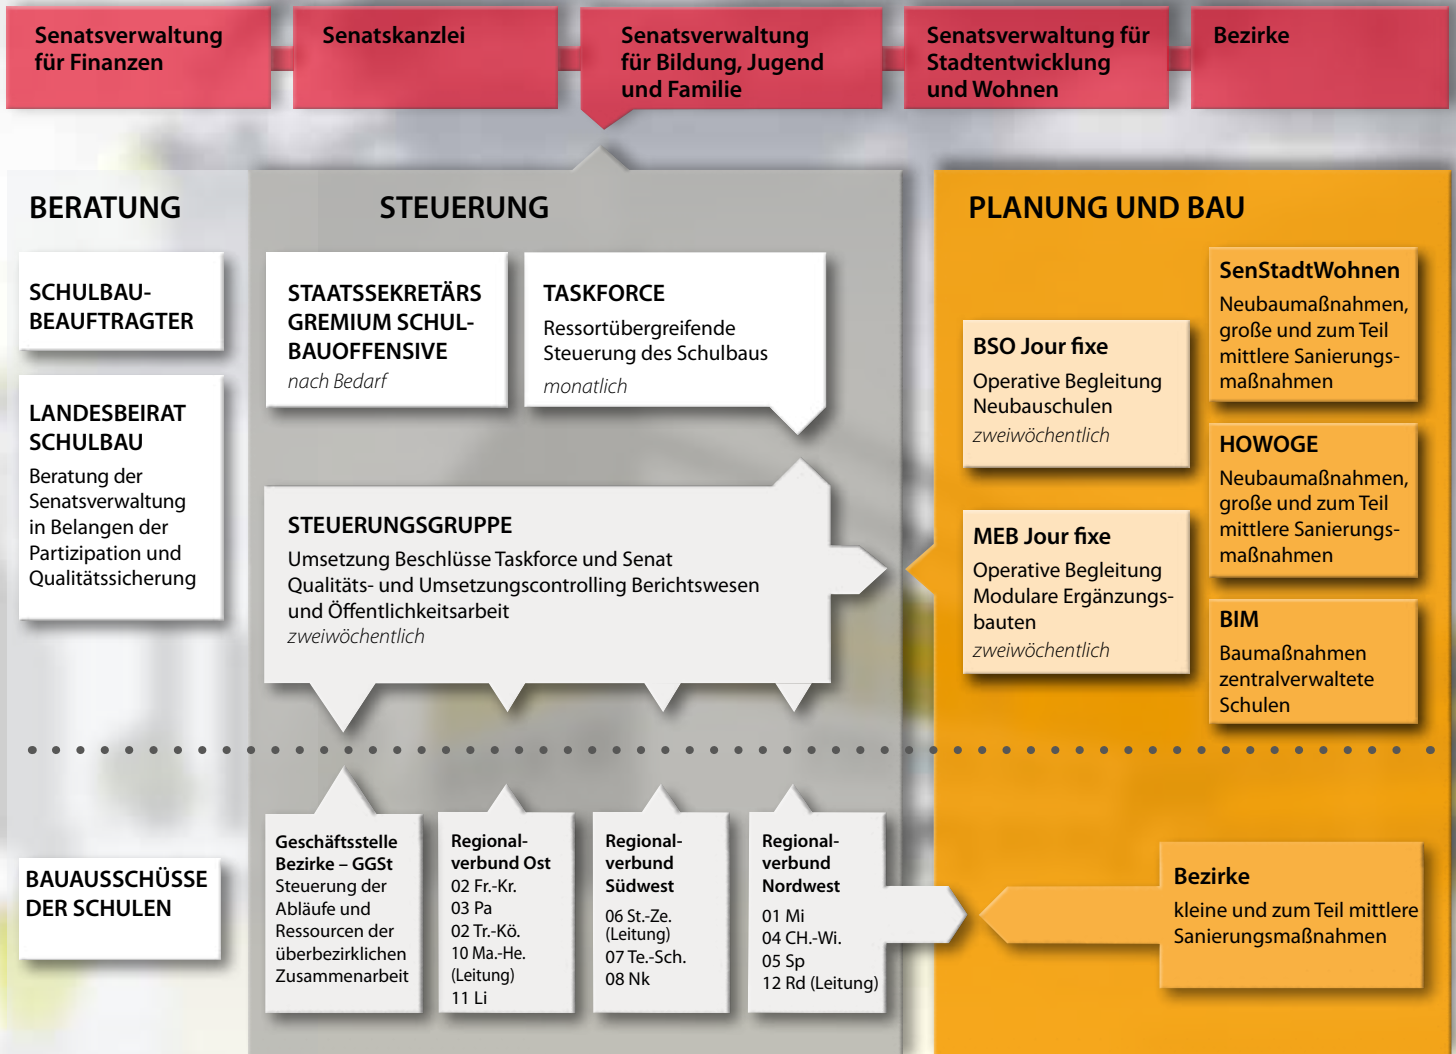 Senatsverwaltung
für Finanzen
Senatskanzlei
Senatsverwaltung
für Bildung, Jugend
und Familie
Senatsverwaltung für
Stadtentwicklung
und Wohnen
Bezirke
BERATUNG
SCHULBAU-
BEAUFTRAGTER
LANDESBEIRAT
SCHULBAU
Beratung der
Senatsverwaltung
in Belangen der
Partizipation und
Qualitätssicherung
BAUAUSSCHÜSSE
DER SCHULEN
STEUERUNG
STAATSSEKRETÄRS
GREMIUM SCHUL-
BAUOFFENSIVE
nach Bedarf
TASKFORCE
Ressortübergreifende
Steuerung des Schulbaus
monatlich
STEUERUNGSGRUPPE
Umsetzung Beschlüsse Taskforce und Senat
Qualitäts- und Umsetzungscontrolling Berichtswesen
und Öffentlichkeitsarbeit
zweiwöchentlich
Geschäftsstelle
Bezirke – GGSt
Steuerung der
Abläufe und
Ressourcen der
überbezirklichen
Zusammenarbeit
Regional-
verbund Ost
02 Fr.-Kr.
03 Pa
02 Tr.-Kö.
10 Ma.-He.
(Leitung)
11 Li
Regional-
verbund
Südwest
06 St.-Ze.
(Leitung)
07 Te.-Sch.
08 Nk
Regional-
verbund
Nordwest
01 Mi
04 CH.-Wi.
05 Sp
12 Rd (Leitung)
PLANUNG UND BAU
BSO Jour fixe
Operative Begleitung
Neubauschulen
zweiwöchentlich
MEB Jour fixe
Operative Begleitung
Modulare Ergänzungs-
bauten
zweiwöchentlich
SenStadtWohnen
Neubaumaßnahmen,
große und zum Teil
mittlere Sanierungs-
maßnahmen
HOWOGE
Neubaumaßnahmen,
große und zum Teil
mittlere Sanierungs-
maßnahmen
BIM
Baumaßnahmen
zentralverwaltete
Schulen
Bezirke
kleine und zum Teil mittlere
Sanierungsmaßnahmen